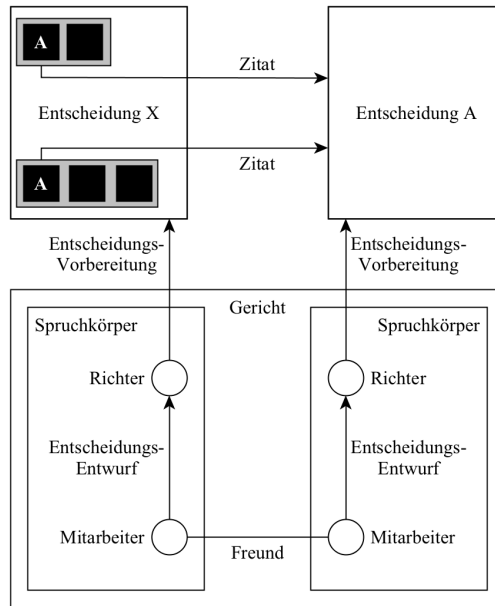 A
Zitat
Entscheidung X
Entscheidung A
A
Zitat
Entscheidungs-
Vorbereitung
Entscheidungs-
Vorbereitung
Gericht
Spruchkörper
Spruchkörper
Richter
Richter
Entscheidungs-
Entwurf
Entscheidungs-
Entwurf
Mitarbeiter
Mitarbeiter
Freund